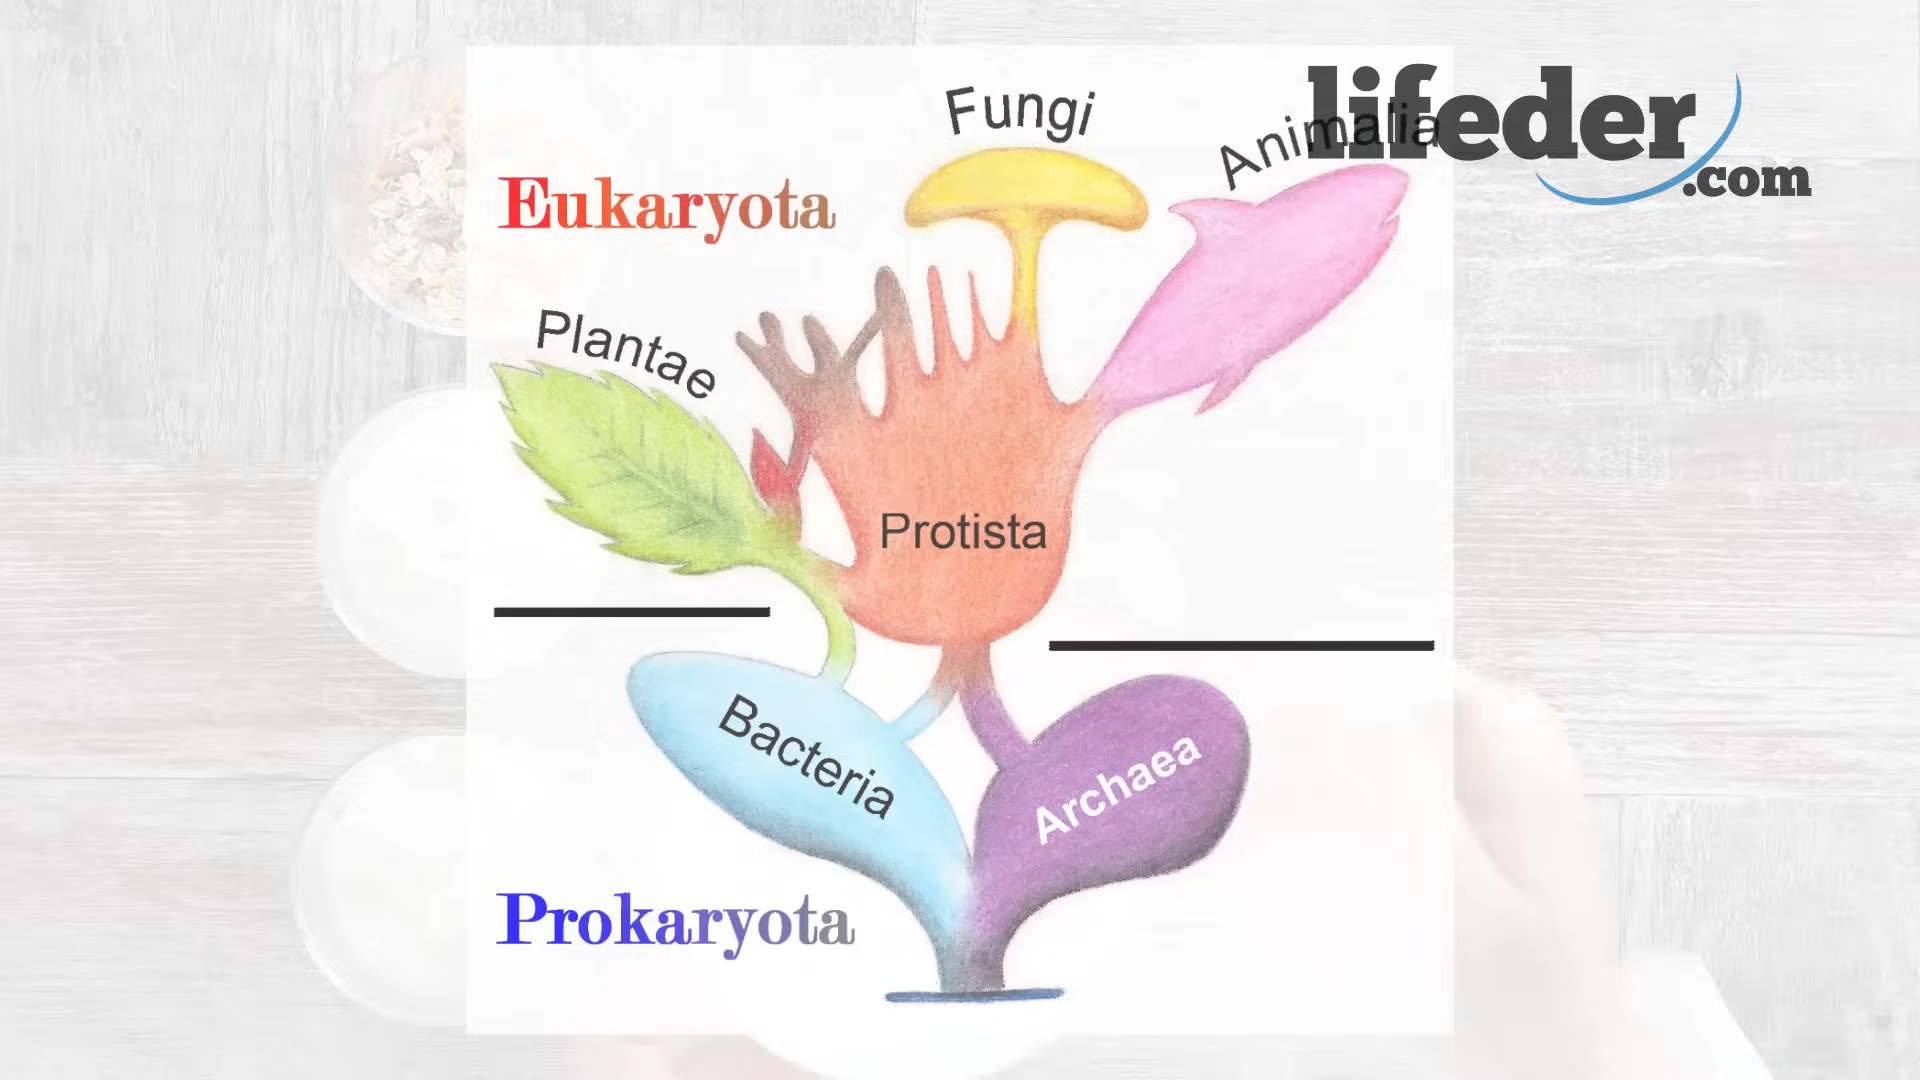 lifeder
.com
Fungi
Animalia
Eukaryota
Plantae
Protista
Bacteria
Archaea
Prokaryota